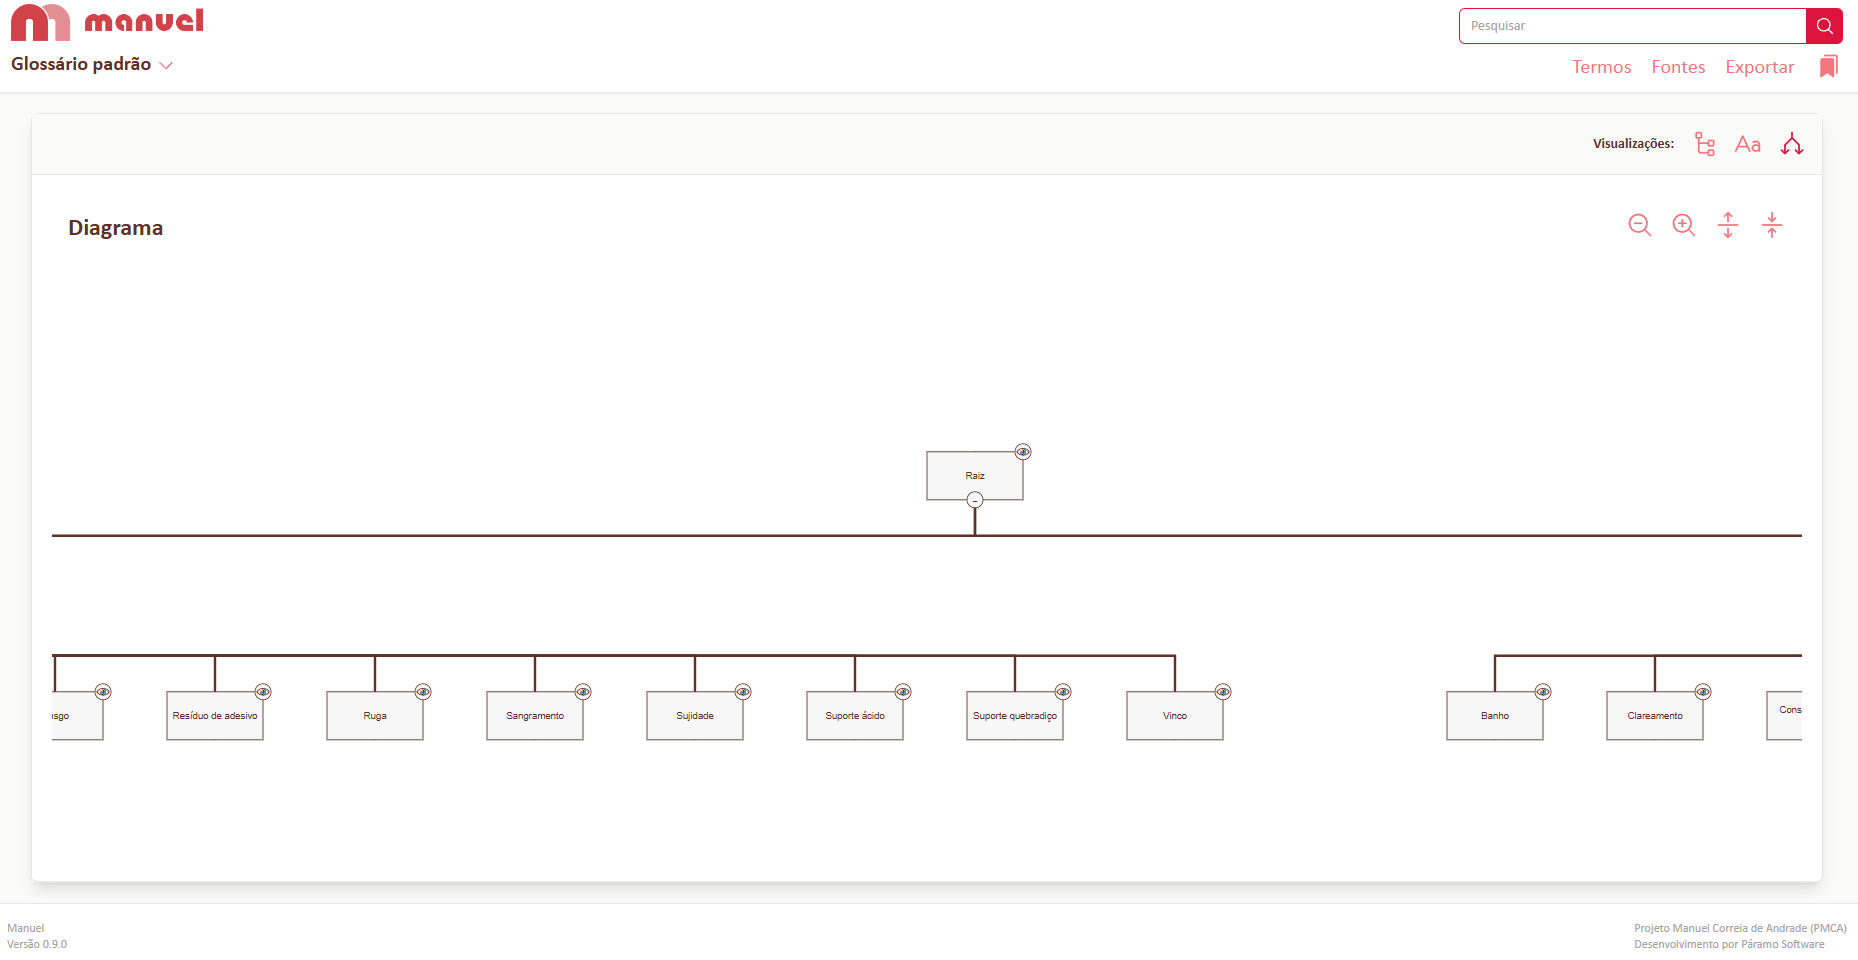 manuel
Pesquisar
Glossário padrão
Termos Fontes Exportar
Visualizações: Aa
Diagrama
Raiz
Resíduo de adesivo
Ruga
Sangramento
Sujidade
Suporte ácido
Suporte quebradiço
Vinco
Banho
Clareamento
Cons
Manuel
Versão 0.9.0
Projeto Manuel Correia de Andrade (PMCA)
Desenvolvimento por Páramo Software